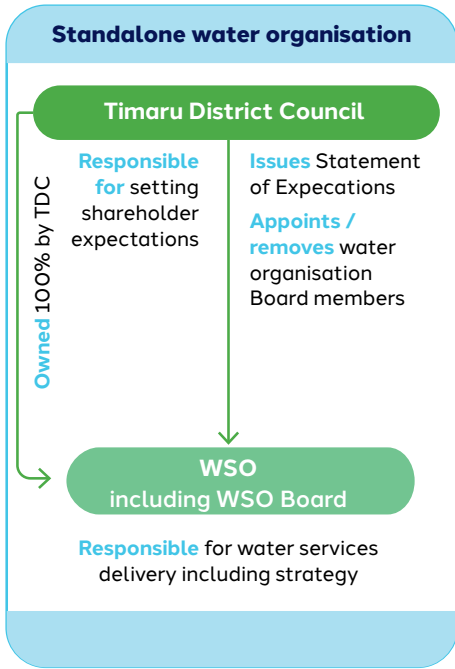 Standalone water organisation
Timaru District Council
Owned 100% by TDC
Responsible
for setting
shareholder
expectations
Issues Statement
of Expecations
Appoints /
removes water
organisation
Board members
WSO
including WSO Board
Responsible for water services
delivery including strategy